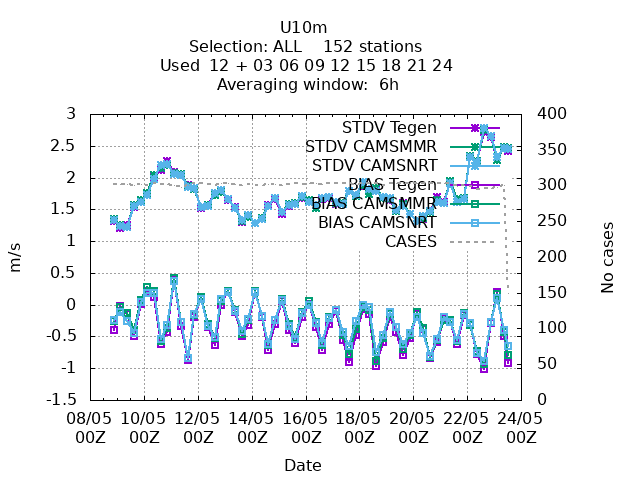 U10m
Selection: ALL    152 stations
Used  12 + 03 06 09 12 15 18 21 24
Averaging window:  6h
3
2.5
2
1.5
1
0.5
0
-0.5
-1
-1.5
m/s
400
350
300
250
200
150
100
50
0
No cases
STDV Tegen
STDV CAMSMMR
STDV CAMSNRT
BIAS Tegen
BIAS CAMSMMR
BIAS CAMSNRT
CASES
08/05 10/05 12/05 14/05 16/05 18/05 20/05 22/05 24/05
00Z 00Z 00Z 00Z 00Z 00Z 00Z 00Z 00Z
Date